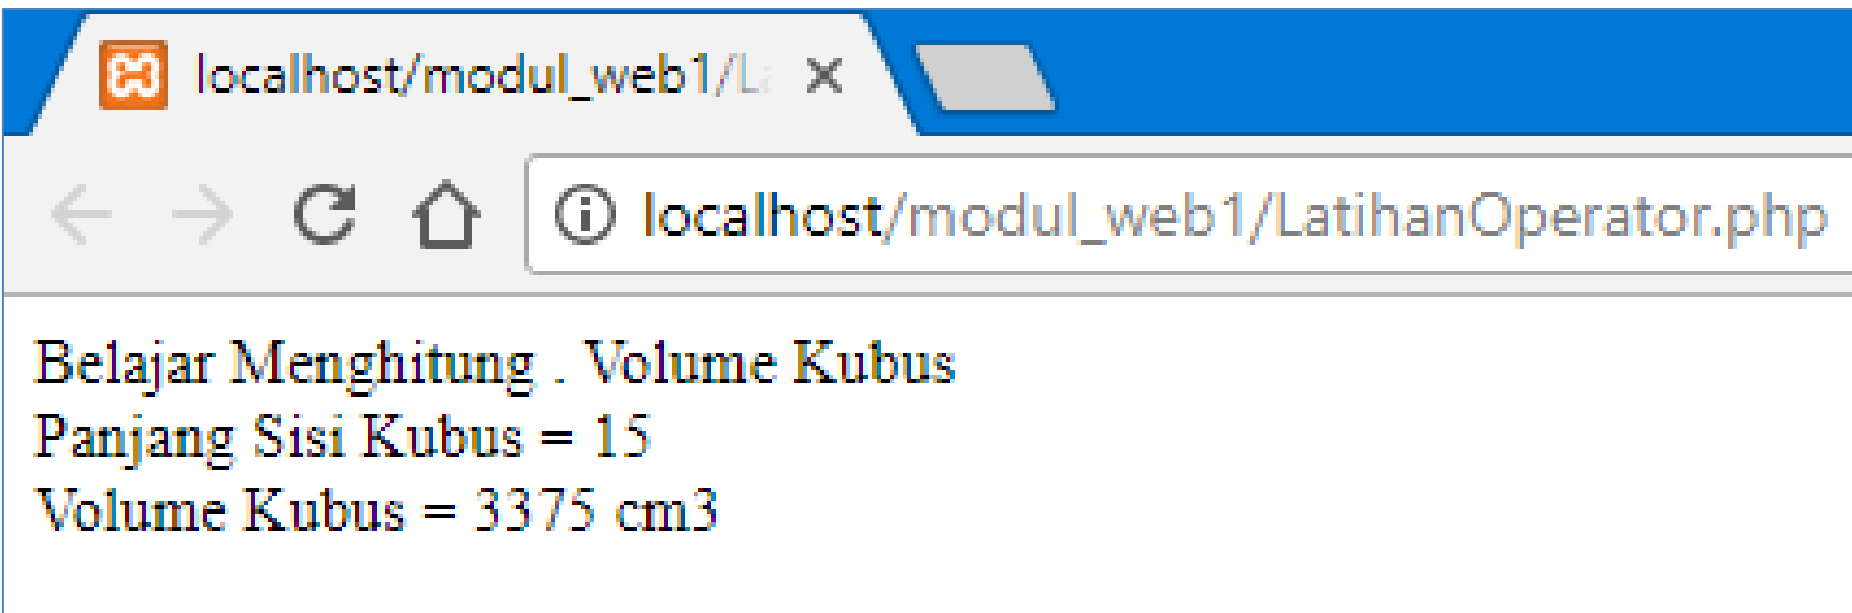 localhost/modul_web1/L
localhost/modul_web1/LatihanOperator.php
Belajar Menghitung . Volume Kubus
Panjang Sisi Kubus = 15
Volume Kubus = 3375 cm3